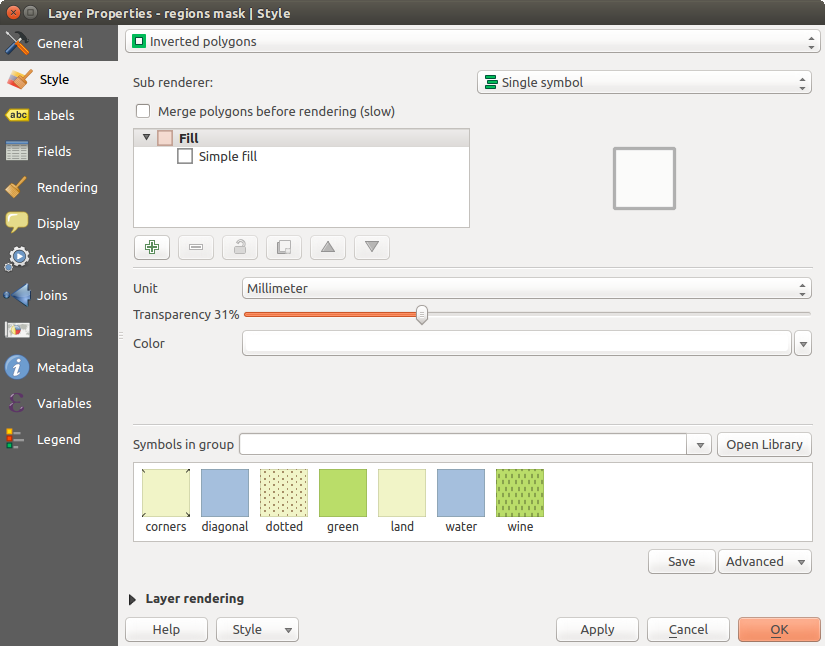 Layer Properties - regions mask | Style
General
Style
Labels
Fields
Rendering
Display
Actions
Joins
Diagrams
Metadata
Variables
Legend
abc
Inverted polygons
Sub renderer:
Single symbol
Merge polygons before rendering (slow)
Fill
Simple fill
Unit
Millimeter
Transparency 31%
Color
Symbols in group
Open Library
corners
diagonal
dotted
green
land
water
wine
Save
Advanced
Layer rendering
Help
Style
Apply
Cancel
OK